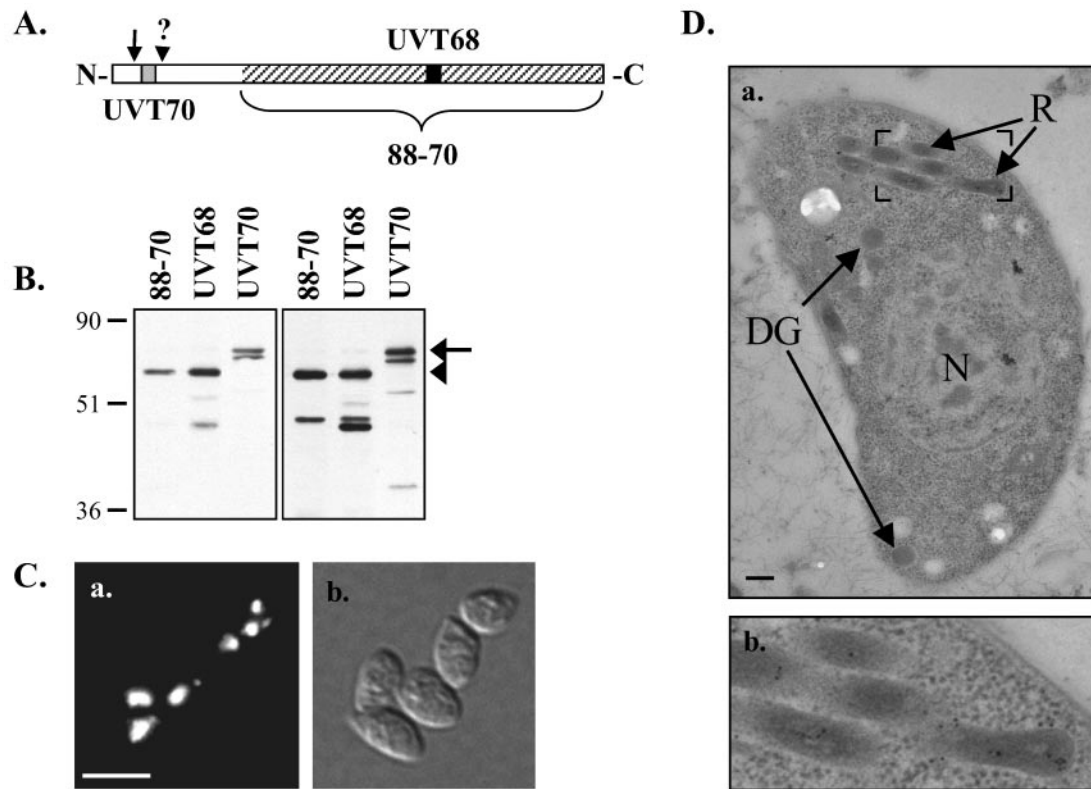 A.
?
UVT68
N-
-C
UVT70
88-70
B.
88-70
UVT68
UVT70
88-70
UVT68
UVT70
90
51
36
C.
a.
b.
D.
a.
R
DG
N
b.